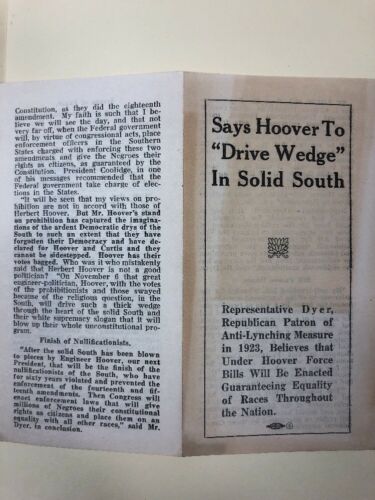 Constitution, as they did the eighteenth
amendment. My faith is such that I be-
lieve we will see the day, and that not
very far off, when the Federal government
will, by virtue of congressional acts, place
enforcement officers in the Southern
States charged with enforcing these two
amendments and give the Negroes their
rights as citizens, as guaranteed by the
Constitution. President Coolidge, in one
of his messages recommended that the
Federal government take charge of elec-
tions in the States.
"It will be seen that my views on pro-
hibition are not in accord with those of
Herbert Hoover. But Mr. Hoover's stand
on prohibition has captured the imagina-
tions of the ardent Democratic drys of the
South to such an extent that they have
forgotten their Democracy and have de-
clared for Hoover and Curtis and they
cannot be sidestepped. Hoover has their
votes bagged. Who was it who mistakenly
said that Herbert Hoover is not a good
politician? "On November 6 that great
engineer-politician, Hoover, with the votes
of the prohibitionists and those swayed
because of the religious question, in the
South, will drive such a thick wedge
through the heart of the solid South and
their white supremacy slogan that it will
blow up their whole unconstitutional pro-
gram.
Finish of Nullificationists.
"After the solid South has been blown
to pieces by Engineer Hoover, our next
President, that will be the finish of the
nullificationists of the South, who have
for sixty years violated and prevented the
enforcement of the fourteenth and fif-
teenth amendments. Then Congress will
enact enforcement laws that will give
millions of Negroes their constitutional
rights as citizens and place them on an
equality with all other races," said Mr.
Dyer, in conclusion.
Says Hoover To
"Drive Wedge"
In Solid South
Representative Dyer,
Republican Patron of
Anti-Lynching Measure
in 1923, Believes that
Under Hoover Force
Bills Will Be Enacted
Guaranteeing Equality
of Races Throughout
the Nation.